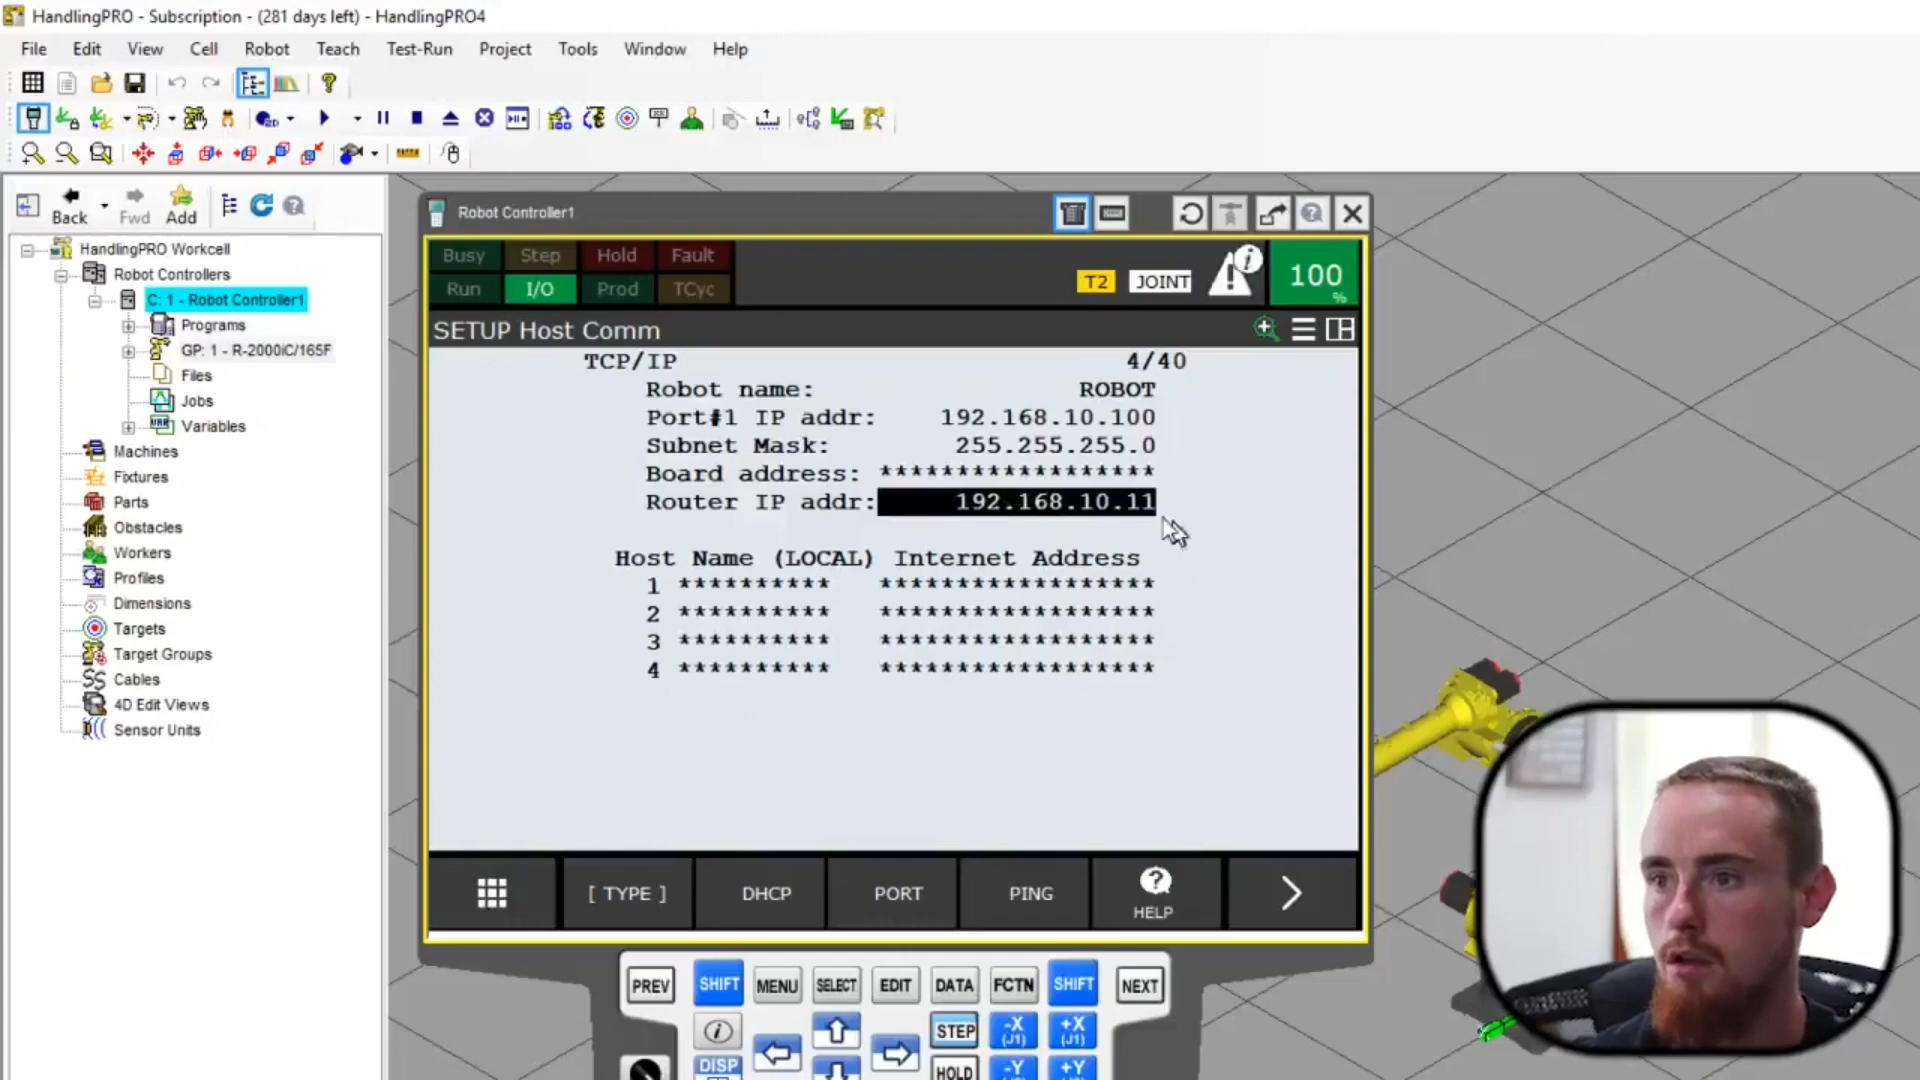 HandlingPRO - Subscription - (281 days left) - HandlingPRO4
File Edit View Cell Robot Teach Test-Run Project Tools Window Help
Back Fwd Add
HandlingPRO Workcell
Robot Controllers
C: 1 - Robot Controller1
Programs
GP: 1 - R-2000iC/165F
Files
Jobs
Variables
Machines
Fixtures
Parts
Obstacles
Workers
Profiles
Dimensions
Targets
Target Groups
Cables
4D Edit Views
Sensor Units
Robot Controller1
Busy Step Hold Fault
Run I/O Prod TCyc
T2 JOINT 100 %
SETUP Host Comm
TCP/IP 4/40
Robot name: ROBOT
Port#1 IP addr: 192.168.10.100
Subnet Mask: 255.255.255.0
Board address: ******************
Router IP addr: 192.168.10.11
Host Name (LOCAL) Internet Address
1 ********** ******************
2 ********** ******************
3 ********** ******************
4 ********** ******************
[ TYPE ] DHCP PORT PING HELP >
PREV SHIFT MENU SELECT EDIT DATA FCTN SHIFT NEXT
i STEP -X (J1) +X (J1)
DISP HOLD -Y +Y